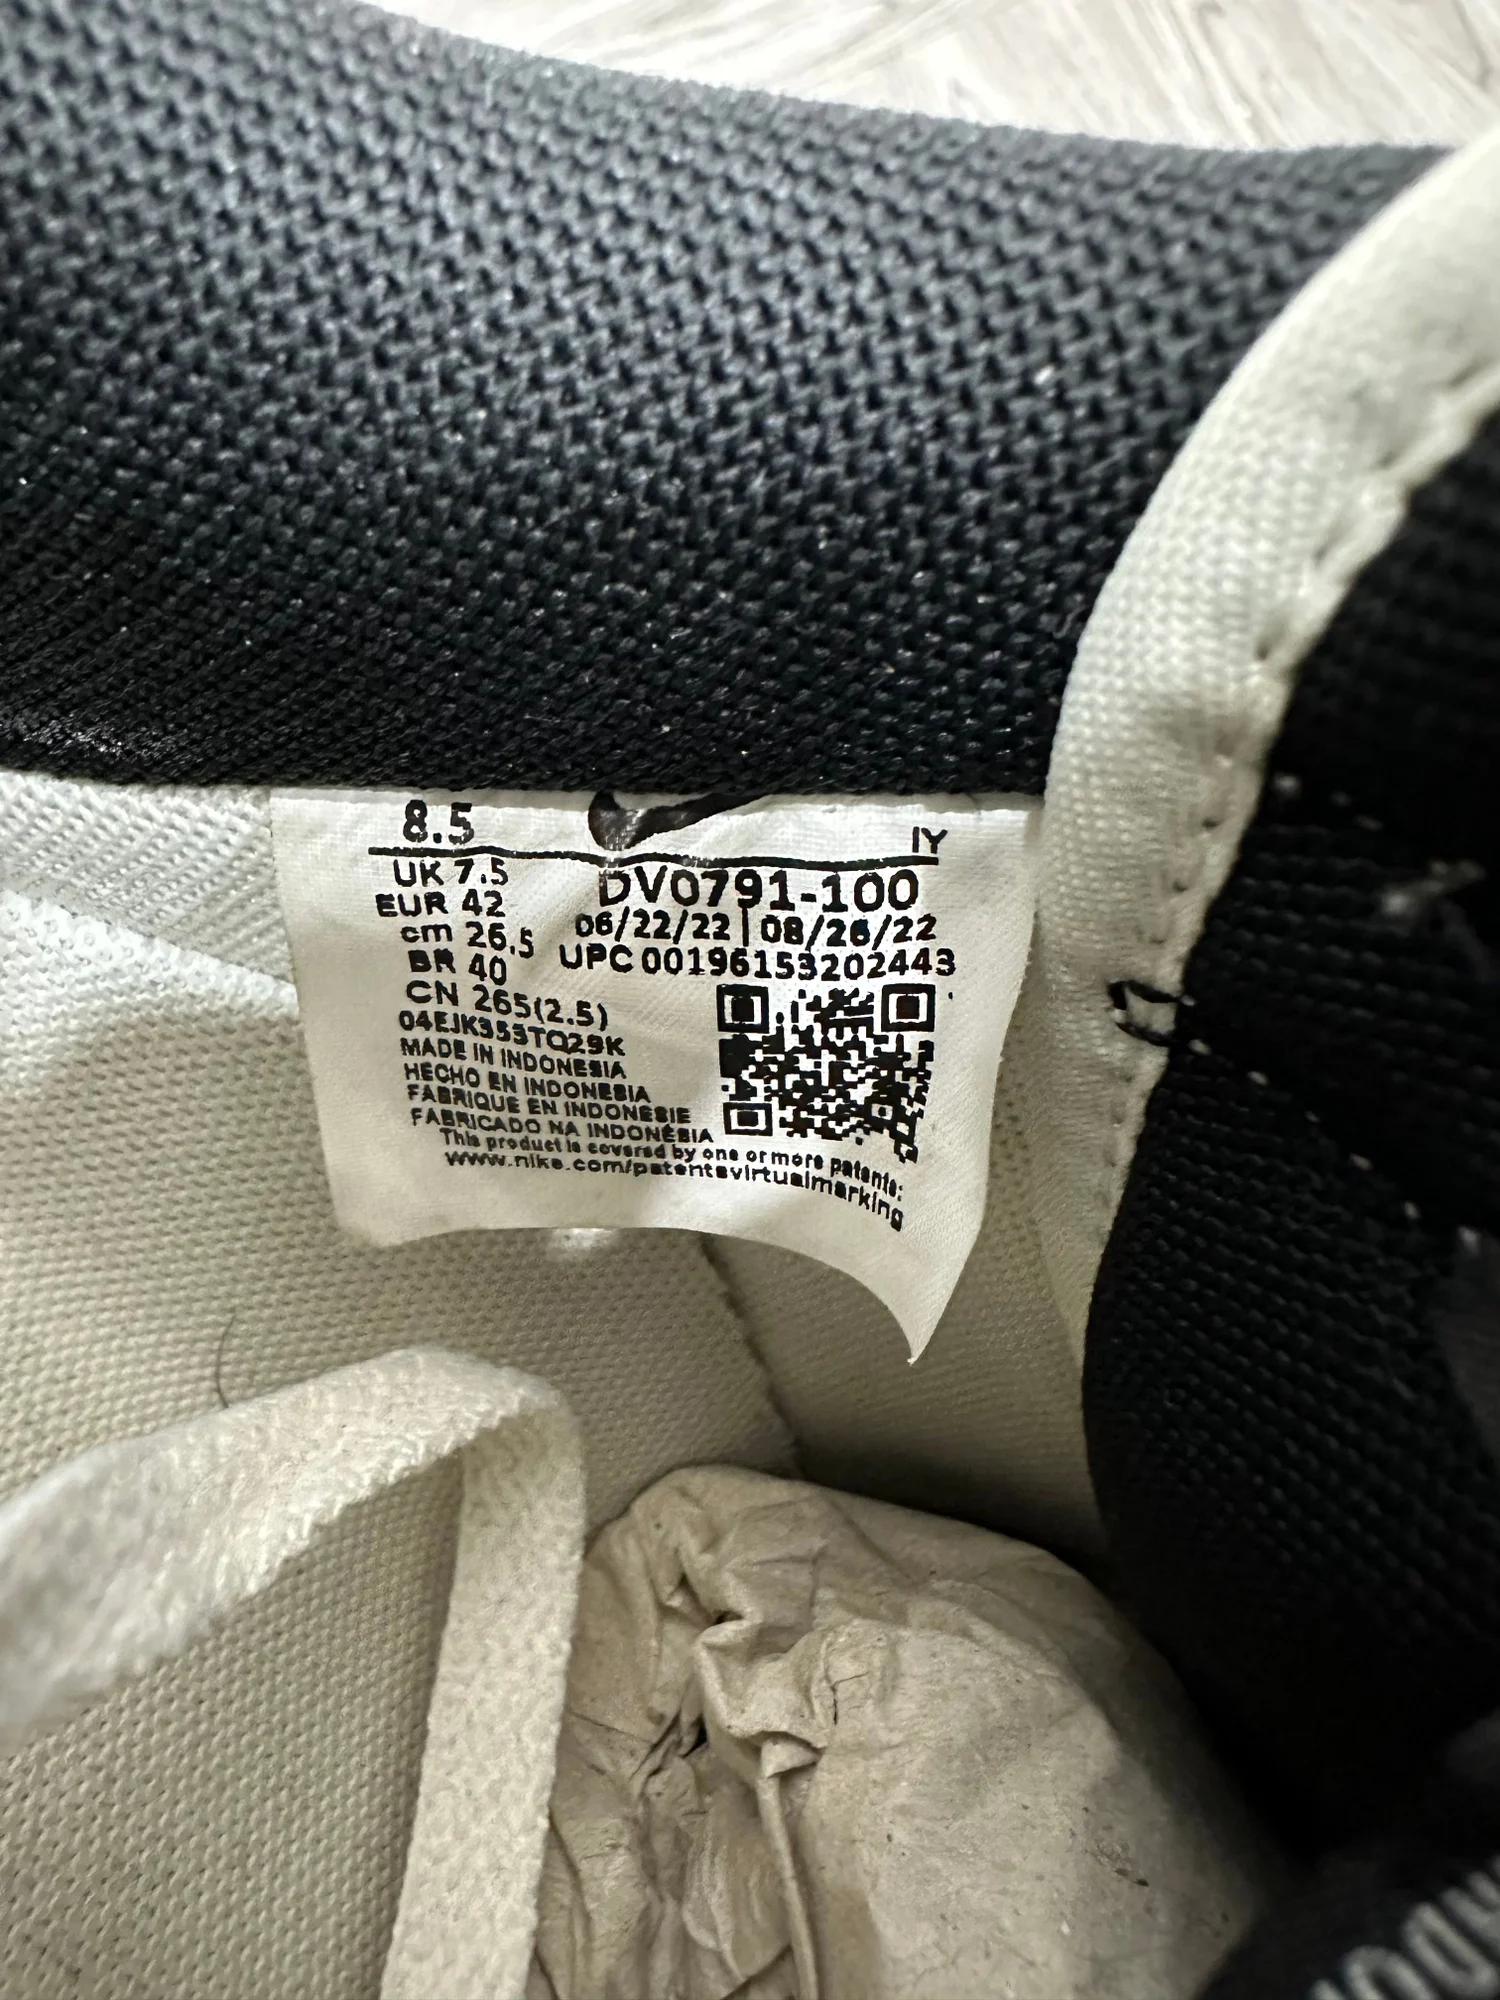 8.5
IY
UK 7.5
EUR 42
cm 26.5
BR 40
CN 265(2.5)
DV0791-100
06/22/22 | 08/26/22
UPC 00196153202443
04EJK353TQ29K
MADE IN INDONESIA
HECHO EN INDONESIA
FABRIQUE EN INDONESIE
FABRICADO NA INDONÉSIA
This product is covered by one or more patents:
www.nike.com/patentsvirtualmarking